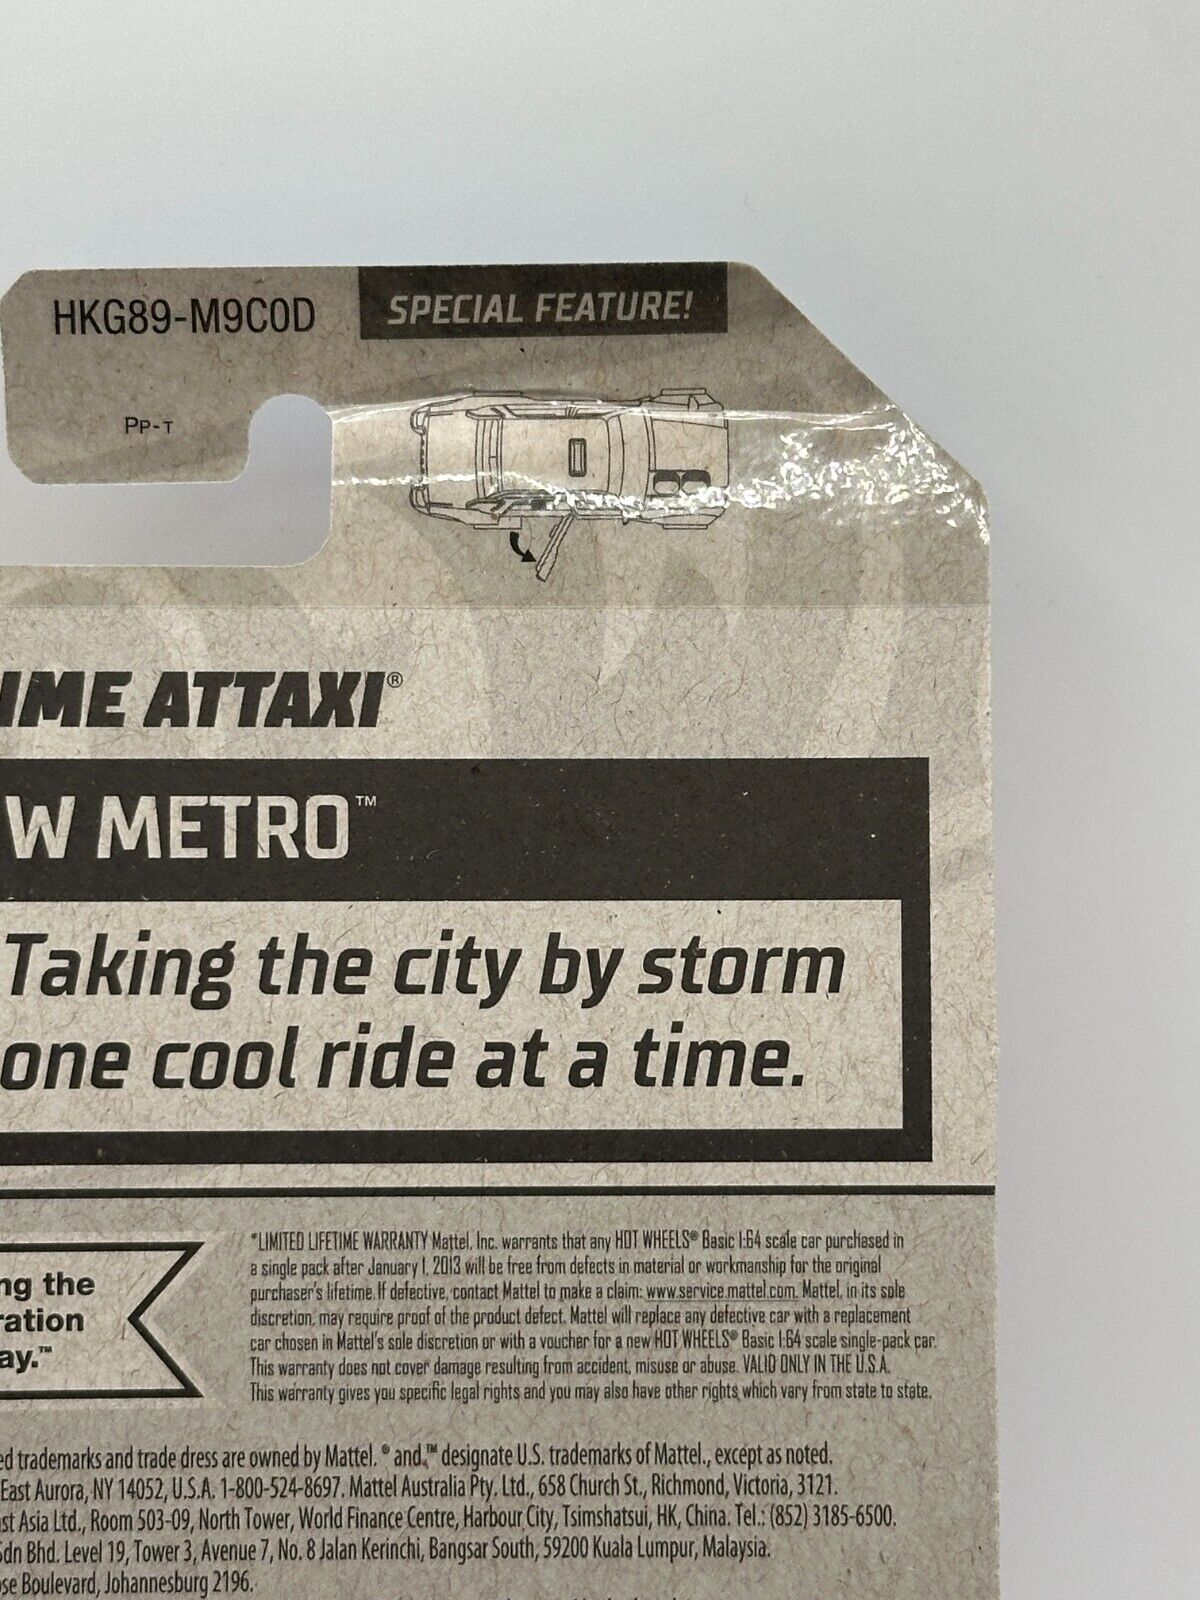 HKG89-M9C0D
SPECIAL FEATURE!
PP-T
IME ATTAXI®
W METRO™
Taking the city by storm
one cool ride at a time.
ng the
ration
ay.™
*LIMITED LIFETIME WARRANTY Mattel, Inc. warrants that any HOT WHEELS® Basic 1:64 scale car purchased in
a single pack after January 1, 2013 will be free from defects in material or workmanship for the original
purchaser's lifetime. If defective, contact Mattel to make a claim: www.service.mattel.com. Mattel, in its sole
discretion, may require proof of the product defect. Mattel will replace any defective car with a replacement
car chosen in Mattel's sole discretion or with a voucher for a new HOT WHEELS® Basic 1:64 scale single-pack car.
This warranty does not cover damage resulting from accident, misuse or abuse. VALID ONLY IN THE U.S.A.
This warranty gives you specific legal rights and you may also have other rights which vary from state to state.
ed trademarks and trade dress are owned by Mattel. ® and ™ designate U.S. trademarks of Mattel., except as noted.
East Aurora, NY 14052, U.S.A. 1-800-524-8697. Mattel Australia Pty. Ltd., 658 Church St., Richmond, Victoria, 3121.
st Asia Ltd., Room 503-09, North Tower, World Finance Centre, Harbour City, Tsimshatsui, HK, China. Tel.: (852) 3185-6500.
Sdn Bhd. Level 19, Tower 3, Avenue 7, No. 8 Jalan Kerinchi, Bangsar South, 59200 Kuala Lumpur, Malaysia.
ose Boulevard, Johannesburg 2196.